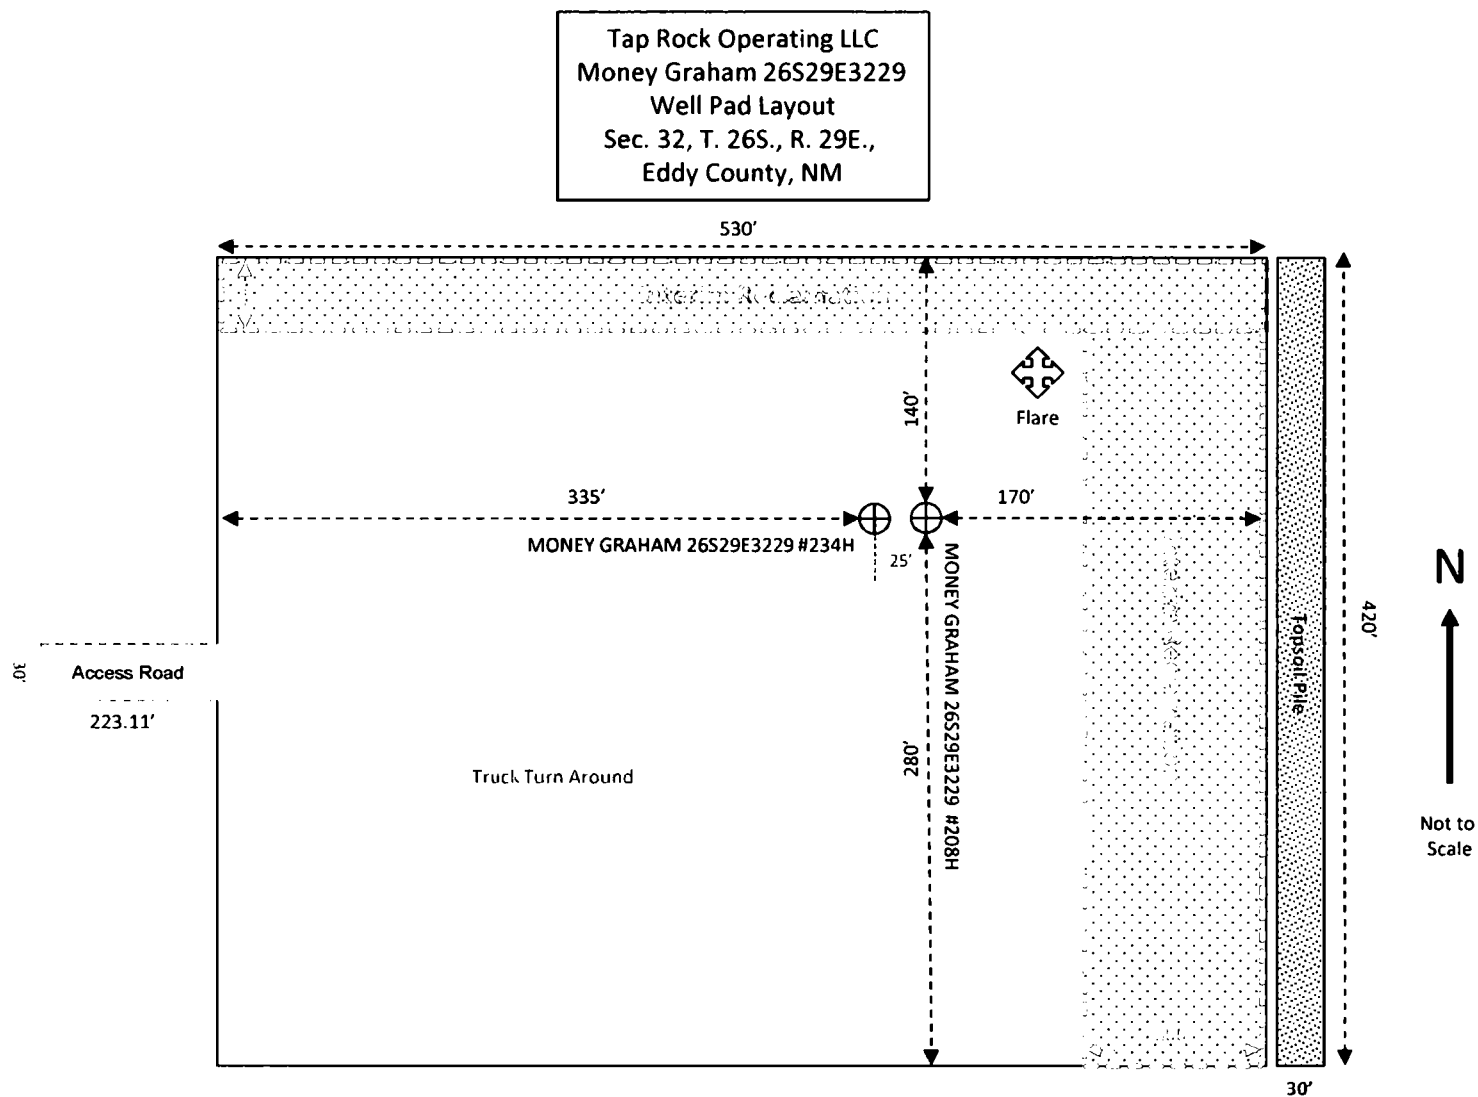 Tap Rock Operating LLC
Money Graham 26S29E3229
Well Pad Layout
Sec. 32, T. 26S., R. 29E.,
Eddy County, NM
530'
140'
Flare
335'
170'
MONEY GRAHAM 26S29E3229 #234H
25'
MONEY GRAHAM 26S29E3229 #208H
N
Topsoil Pile
420'
30'
Access Road
223.11'
280'
Truck Turn Around
Not to
Scale
30'